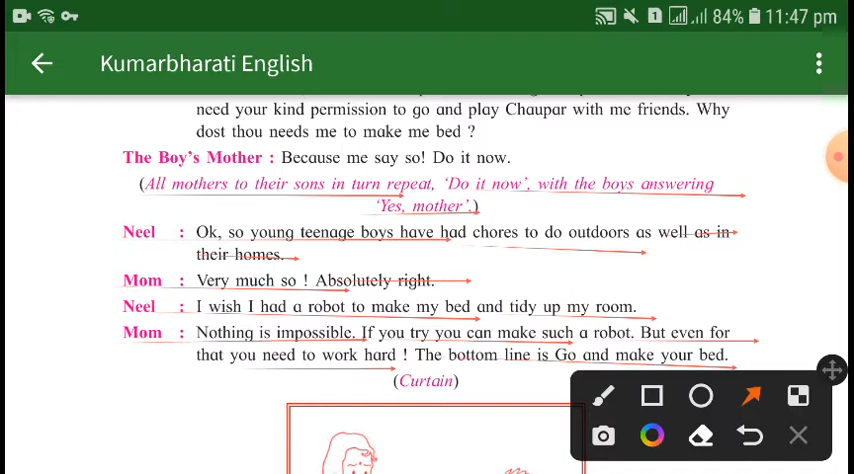 84% 11:47 pm
Kumarbharati English
need your kind permission to go and play Chaupar with me friends. Why
dost thou needs me to make me bed ?
The Boy's Mother : Because me say so! Do it now.
(All mothers to their sons in turn repeat, 'Do it now', with the boys answering
'Yes, mother'.)
Neel : Ok, so young teenage boys have had chores to do outdoors as well as in
their homes.
Mom : Very much so ! Absolutely right.
Neel : I wish I had a robot to make my bed and tidy up my room.
Mom : Nothing is impossible. If you try you can make such a robot. But even for
that you need to work hard ! The bottom line is Go and make your bed.
(Curtain)